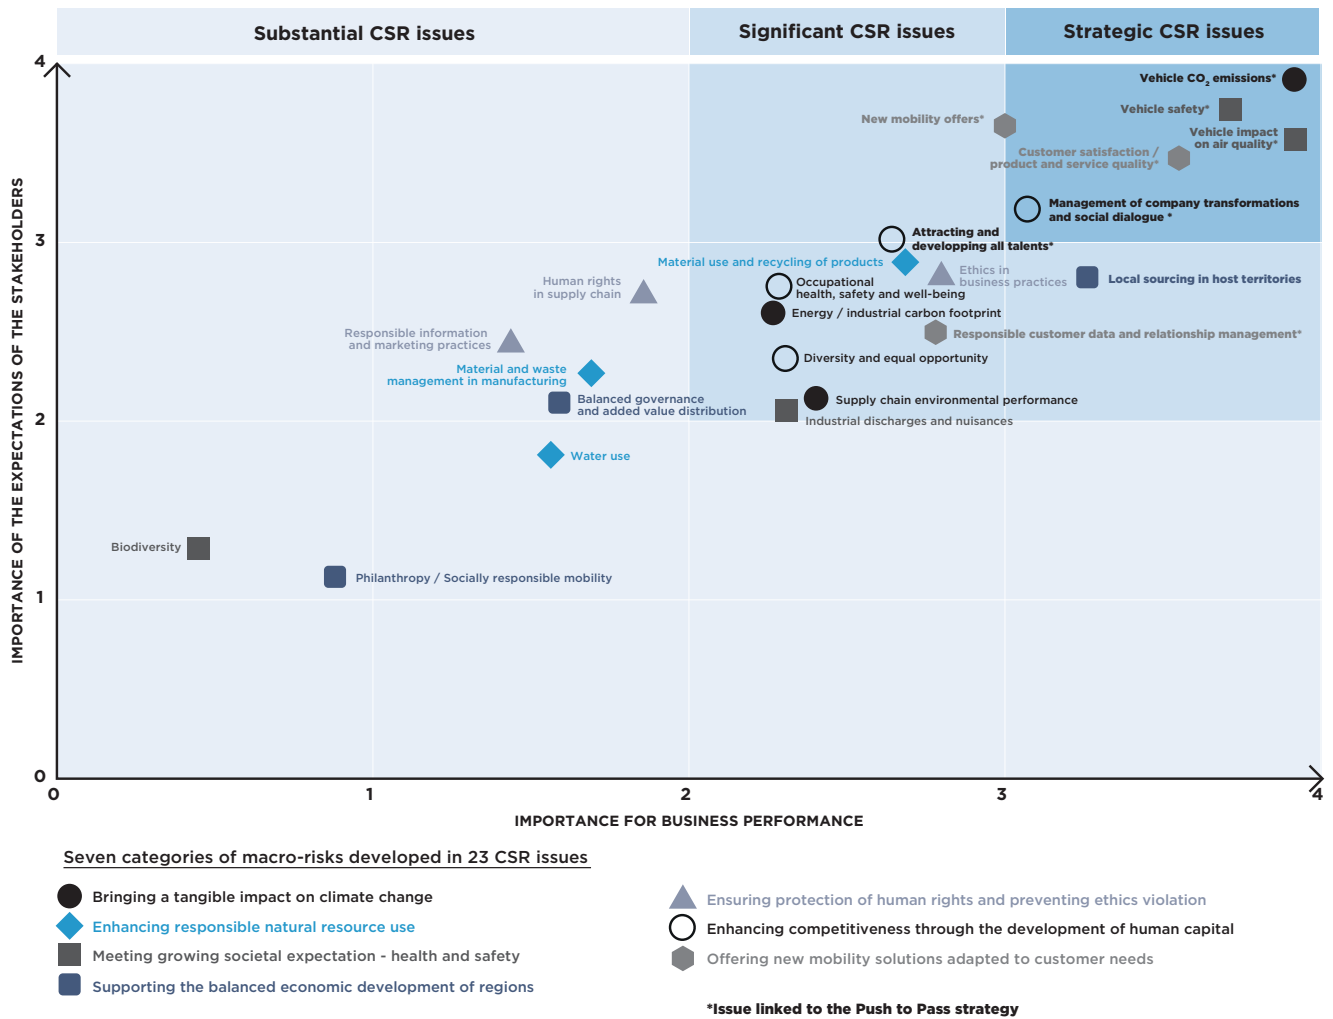 Substantial CSR issues
Significant CSR issues
Strategic CSR issues
IMPORTANCE OF THE EXPECTATIONS OF THE STAKEHOLDERS
4
3
2
1
0
Vehicle CO2 emissions*
Vehicle safety*
New mobility offers*
Vehicle impact
on air quality*
Customer satisfaction /
product and service quality*
Management of company transformations
and social dialogue *
Attracting and
developping all talents*
Material use and recycling of products
Ethics in
business practices
Local sourcing in host territories
Human rights
in supply chain
Occupational
health, safety and well-being
Energy / industrial carbon footprint
Responsible information
and marketing practices
Responsible customer data and relationship management*
Diversity and equal opportunity
Material and waste
management in manufacturing
Balanced governance
and added value distribution
Supply chain environmental performance
Industrial discharges and nuisances
Water use
Biodiversity
Philanthropy / Socially responsible mobility
0
1
2
3
4
IMPORTANCE FOR BUSINESS PERFORMANCE
Seven categories of macro-risks developed in 23 CSR issues
Bringing a tangible impact on climate change
Enhancing responsible natural resource use
Meeting growing societal expectation - health and safety
Supporting the balanced economic development of regions
Ensuring protection of human rights and preventing ethics violation
Enhancing competitiveness through the development of human capital
Offering new mobility solutions adapted to customer needs
*Issue linked to the Push to Pass strategy